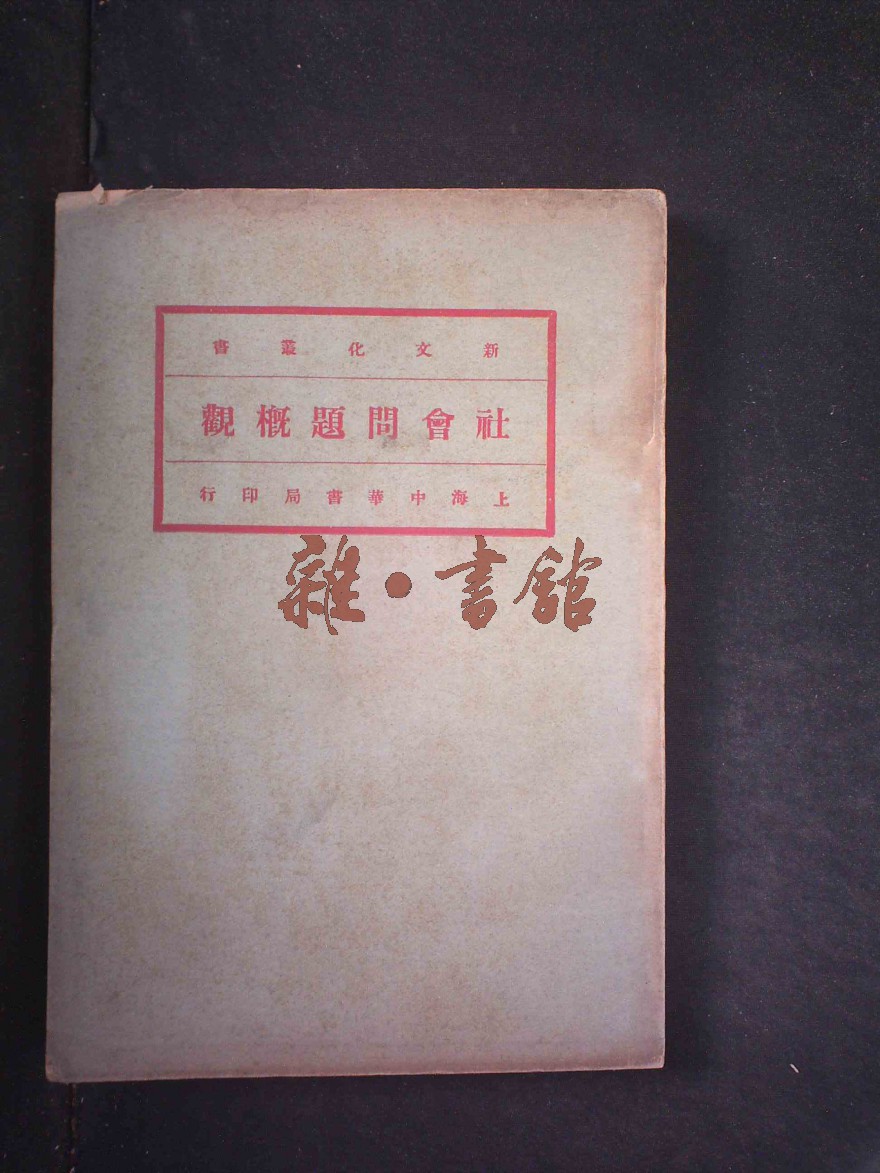 新文化叢書
社會問題概觀
上海中華書局印行
雜·書館